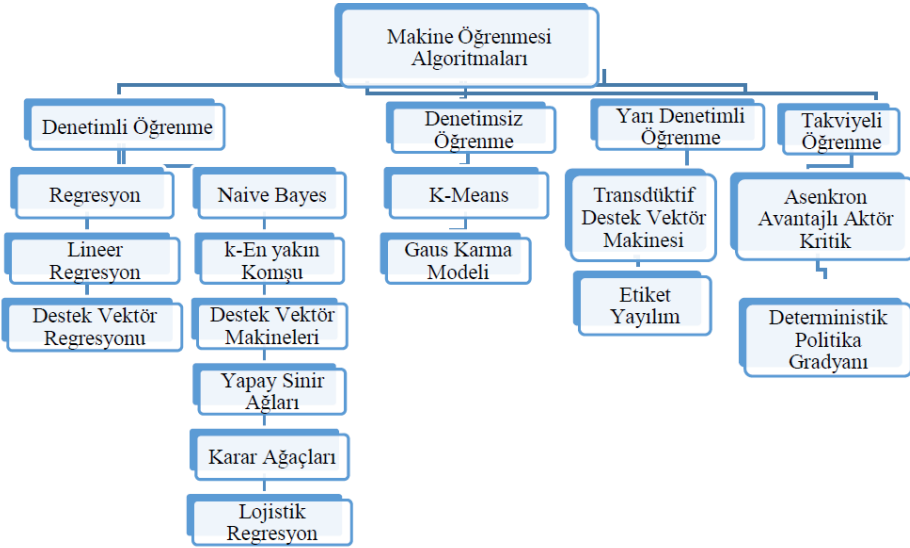 Makine Öğrenmesi
Algoritmaları
Denetimli Öğrenme
Denetimsiz
Öğrenme
Yarı Denetimli
Öğrenme
Takviyeli
Öğrenme
Regresyon
Lineer
Regresyon
Destek Vektör
Regresyonu
Naive Bayes
k-En yakın
Komşu
Destek Vektör
Makineleri
Yapay Sinir
Ağları
Karar Ağaçları
Lojistik
Regresyon
K-Means
Gaus Karma
Modeli
Transdüktif
Destek Vektör
Makinesi
Etiket
Yayılım
Asenkron
Avantajlı Aktör
Kritik
Deterministik
Politika
Gradyanı